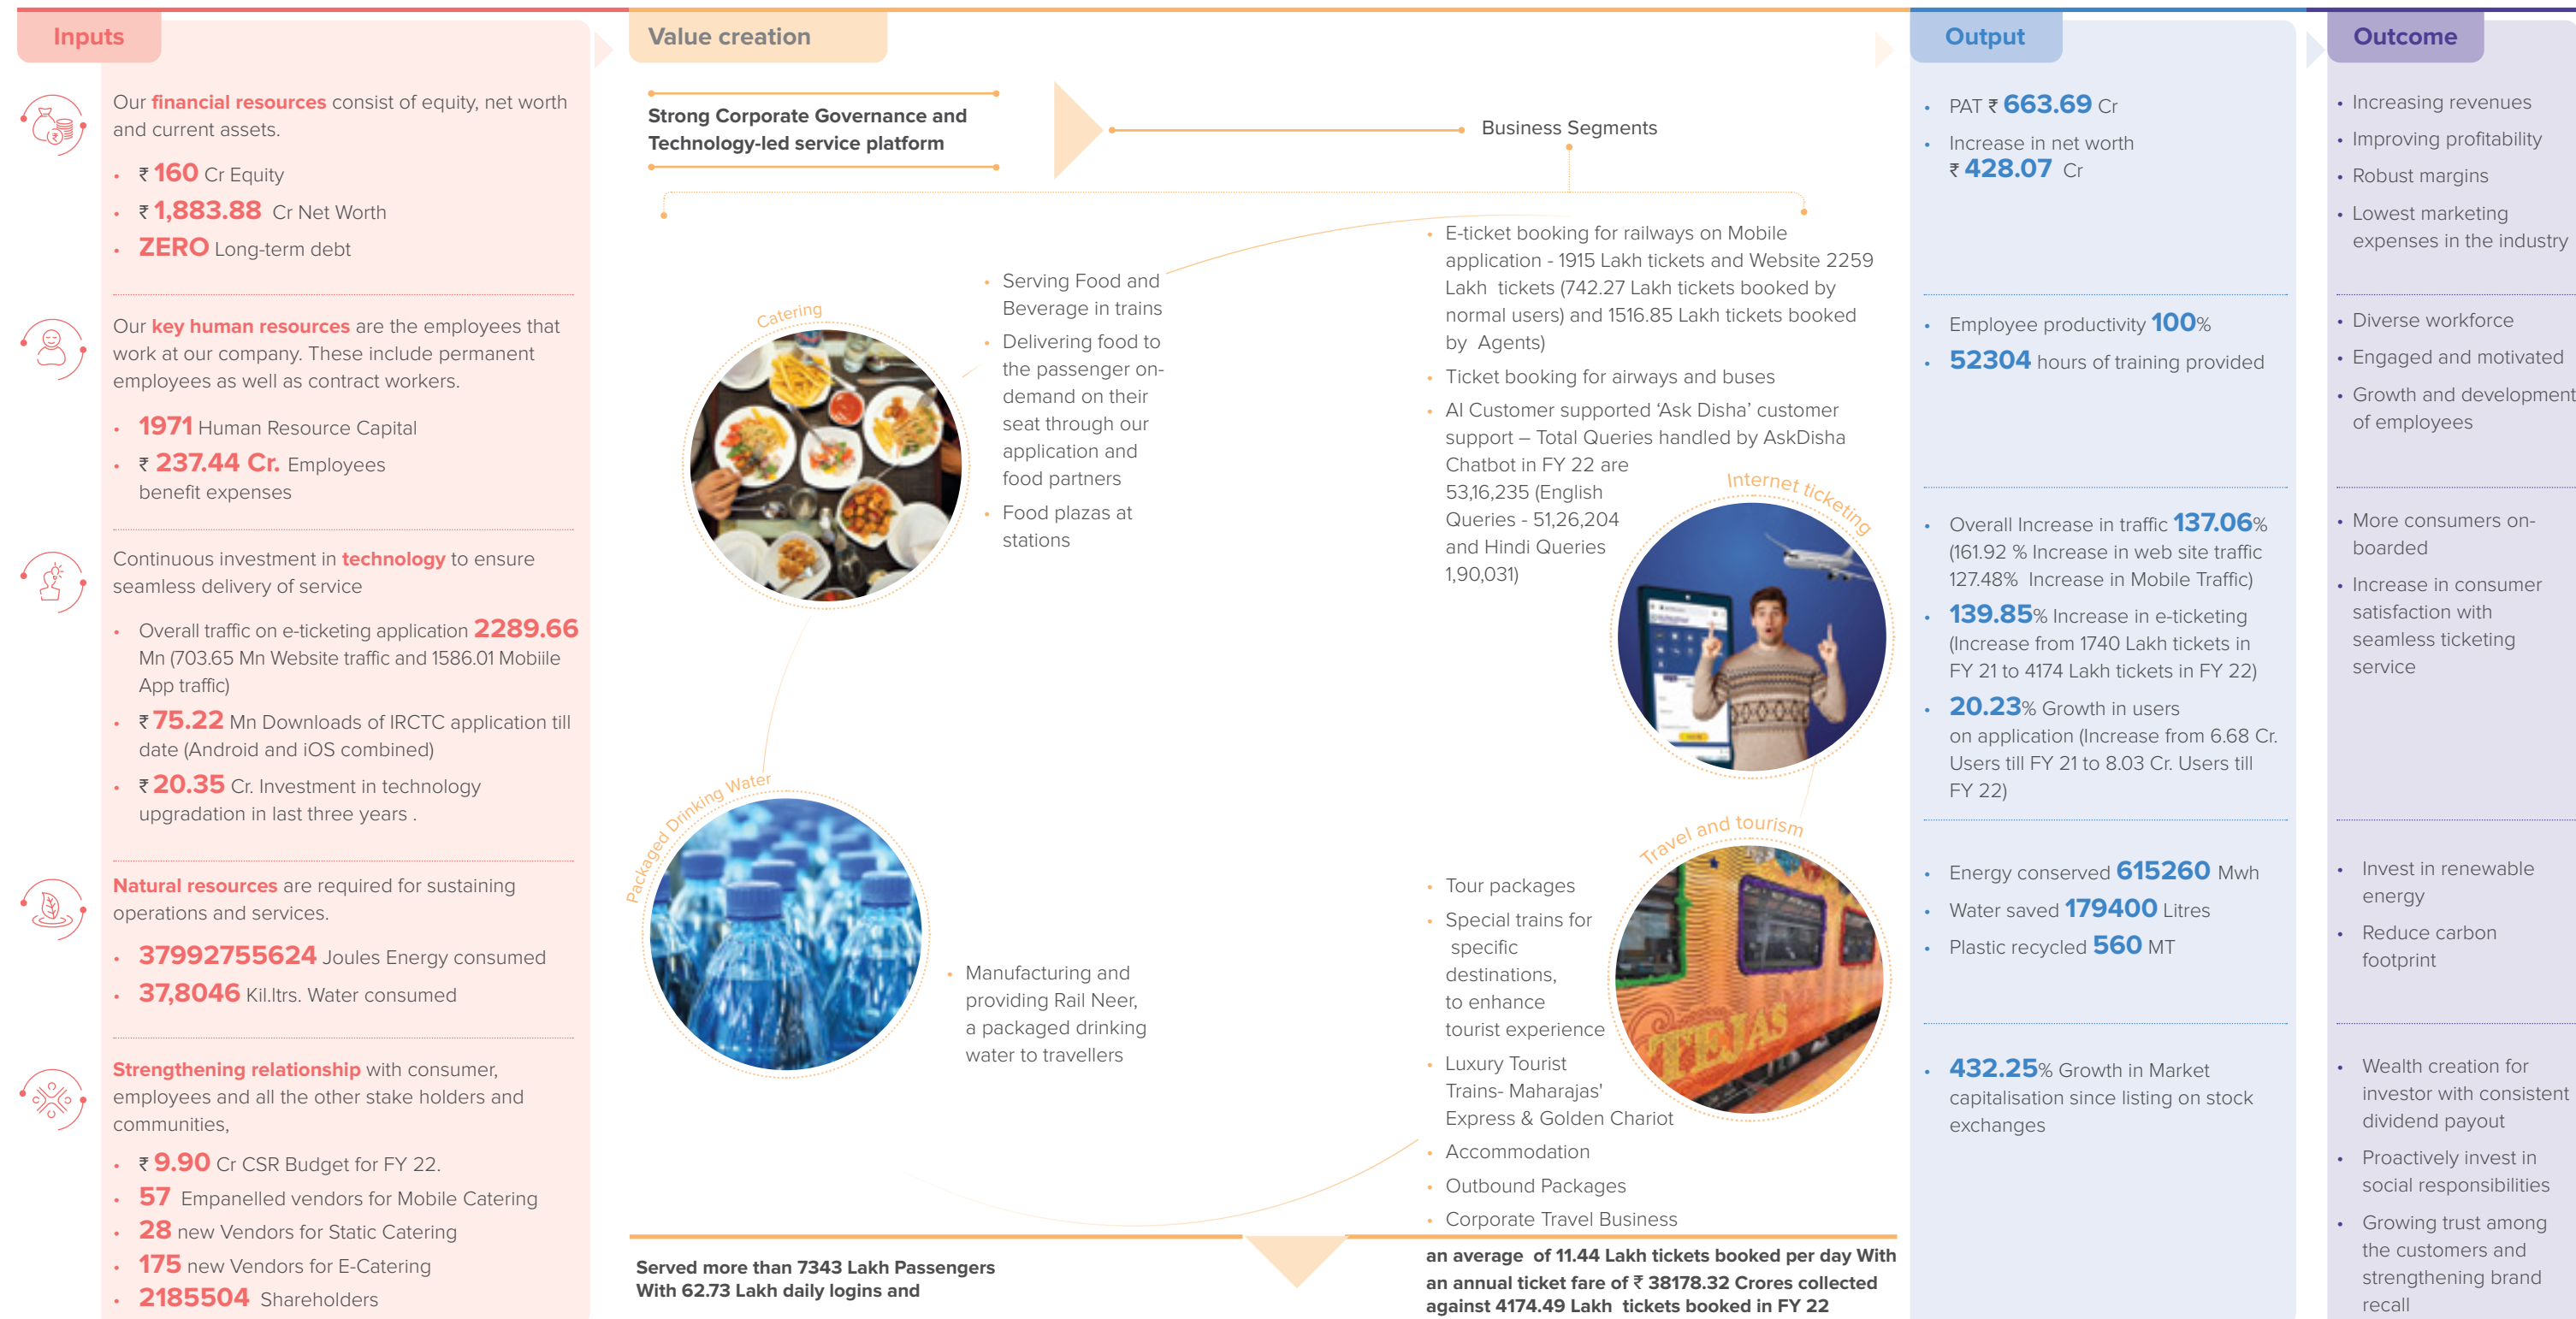 Inputs
Our financial resources consist of equity, net worth
and current assets.
• ₹ 160 Cr Equity
• ₹ 1,883.88 Cr Net Worth
• ZERO Long-term debt
Our key human resources are the employees that
work at our company. These include permanent
employees as well as contract workers.
• 1971 Human Resource Capital
• ₹ 237.44 Cr. Employees
benefit expenses
Continuous investment in technology to ensure
seamless delivery of service
• Overall traffic on e-ticketing application 2289.66
Mn (703.65 Mn Website traffic and 1586.01 Mobiile
App traffic)
• ₹ 75.22 Mn Downloads of IRCTC application till
date (Android and iOS combined)
• ₹ 20.35 Cr. Investment in technology
upgradation in last three years .
Natural resources are required for sustaining
operations and services.
• 37992755624 Joules Energy consumed
• 37,8046 Kil.ltrs. Water consumed
Strengthening relationship with consumer,
employees and all the other stake holders and
communities,
• ₹ 9.90 Cr CSR Budget for FY 22.
• 57 Empanelled vendors for Mobile Catering
• 28 new Vendors for Static Catering
• 175 new Vendors for E-Catering
• 2185504 Shareholders
Value creation
Strong Corporate Governance and
Technology-led service platform
Business Segments
Catering
• Serving Food and
Beverage in trains
• Delivering food to
the passenger on-
demand on their
seat through our
application and
food partners
• Food plazas at
stations
• E-ticket booking for railways on Mobile
application - 1915 Lakh tickets and Website 2259
Lakh tickets (742.27 Lakh tickets booked by
normal users) and 1516.85 Lakh tickets booked
by Agents)
• Ticket booking for airways and buses
• AI Customer supported ‘Ask Disha’ customer
support – Total Queries handled by AskDisha
Chatbot in FY 22 are
53,16,235 (English
Queries - 51,26,204
and Hindi Queries
1,90,031)
Internet ticketing
Packaged Drinking Water
• Manufacturing and
providing Rail Neer,
a packaged drinking
water to travellers
Travel and tourism
TEJAS
• Tour packages
• Special trains for
specific
destinations,
to enhance
tourist experience
• Luxury Tourist
Trains- Maharajas'
Express & Golden Chariot
• Accommodation
• Outbound Packages
• Corporate Travel Business
Served more than 7343 Lakh Passengers
With 62.73 Lakh daily logins and
an average of 11.44 Lakh tickets booked per day With
an annual ticket fare of ₹ 38178.32 Crores collected
against 4174.49 Lakh tickets booked in FY 22
Output
• PAT ₹ 663.69 Cr
• Increase in net worth
₹ 428.07 Cr
• Employee productivity 100%
• 52304 hours of training provided
• Overall Increase in traffic 137.06%
(161.92 % Increase in web site traffic
127.48% Increase in Mobile Traffic)
• 139.85% Increase in e-ticketing
(Increase from 1740 Lakh tickets in
FY 21 to 4174 Lakh tickets in FY 22)
• 20.23% Growth in users
on application (Increase from 6.68 Cr.
Users till FY 21 to 8.03 Cr. Users till
FY 22)
• Energy conserved 615260 Mwh
• Water saved 179400 Litres
• Plastic recycled 560 MT
• 432.25% Growth in Market
capitalisation since listing on stock
exchanges
Outcome
• Increasing revenues
• Improving profitability
• Robust margins
• Lowest marketing
expenses in the industry
• Diverse workforce
• Engaged and motivated
• Growth and development
of employees
• More consumers on-
boarded
• Increase in consumer
satisfaction with
seamless ticketing
service
• Invest in renewable
energy
• Reduce carbon
footprint
• Wealth creation for
investor with consistent
dividend payout
• Proactively invest in
social responsibilities
• Growing trust among
the customers and
strengthening brand
recall